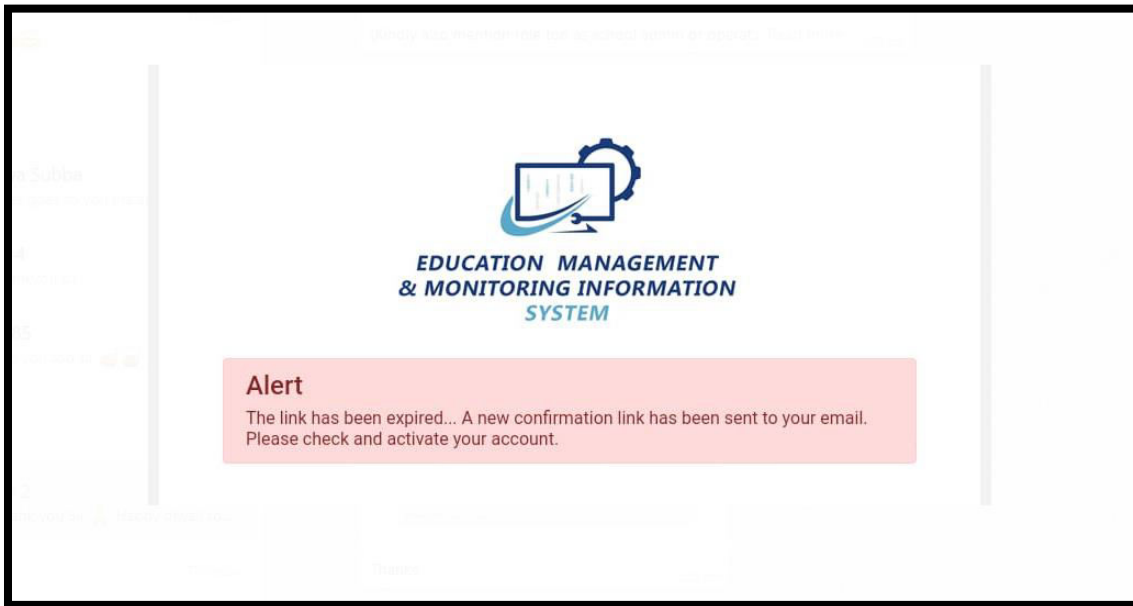 EDUCATION MANAGEMENT
& MONITORING INFORMATION
SYSTEM
Alert
The link has been expired... A new confirmation link has been sent to your email.
Please check and activate your account.